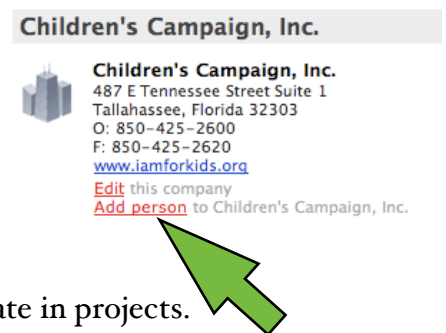 Children's Campaign, Inc.
Children's Campaign, Inc.
487 E Tennessee Street Suite 1
Tallahassee, Florida 32303
O: 850-425-2600
F: 850-425-2620
www.iamforkids.org
Edit this company
Add person to Children's Campaign, Inc.
in projects.